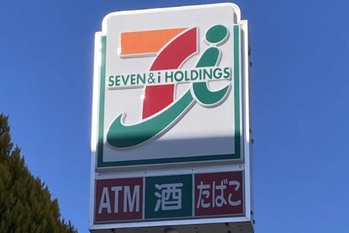 SEVEN & i HOLDINGS
ATM 酒 たばこ